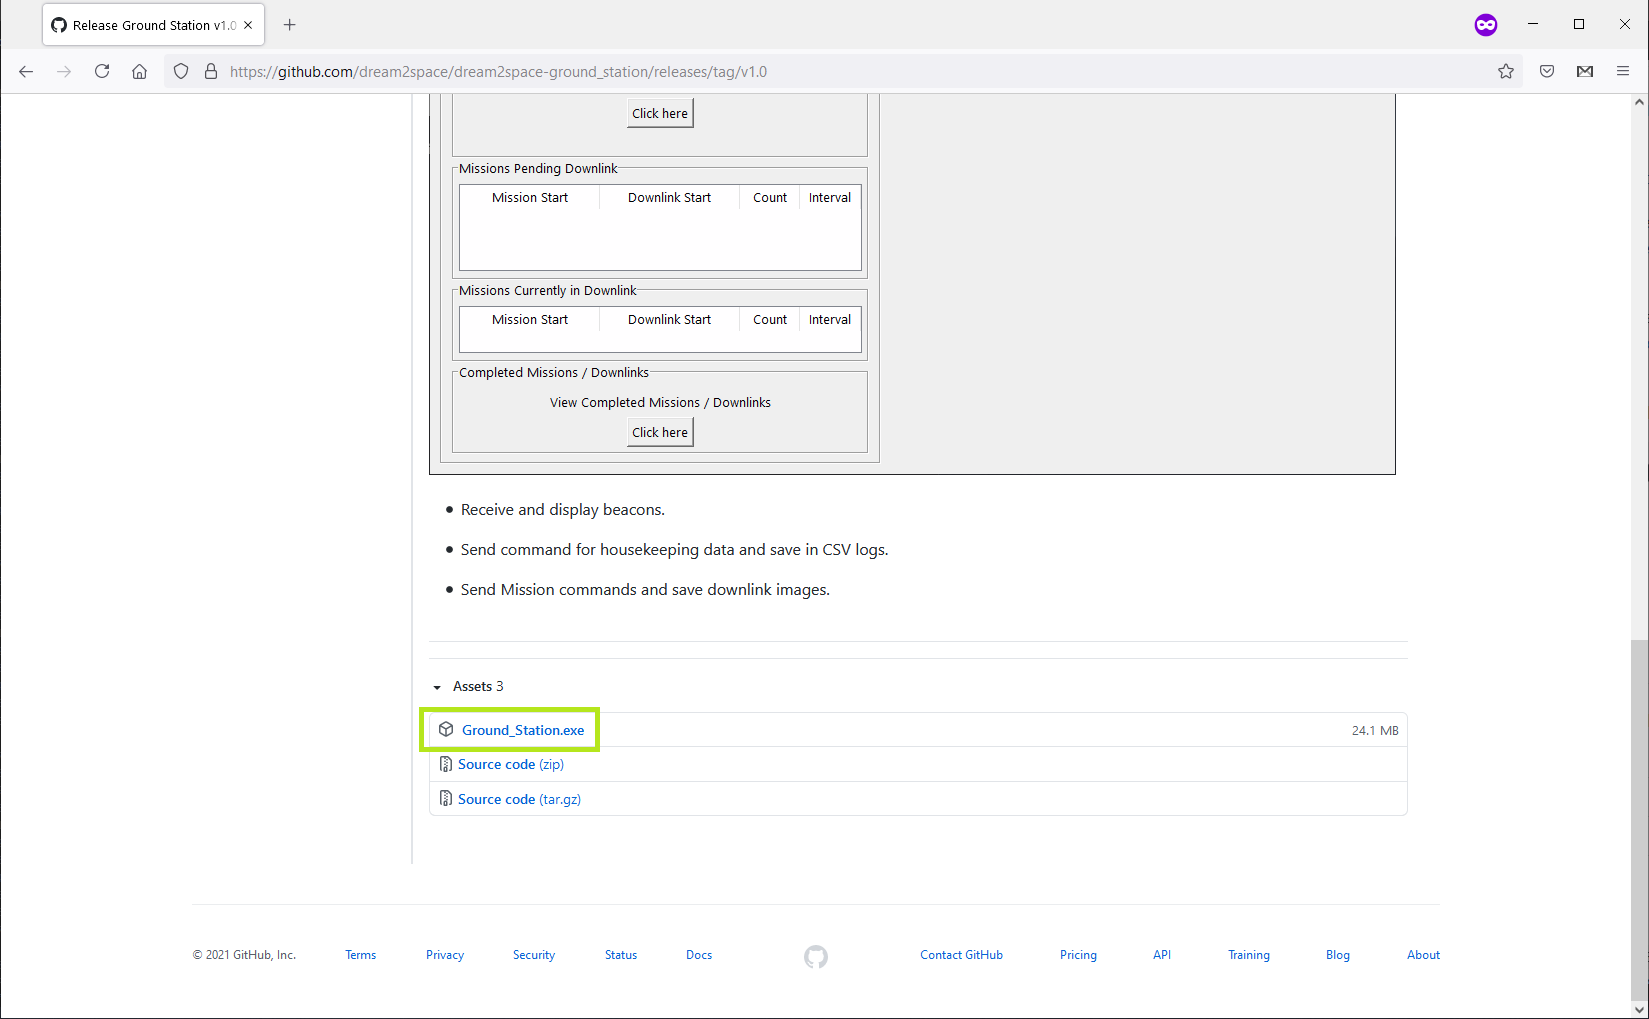 Release Ground Station v1.0
https://github.com/dream2space/dream2space-ground_station/releases/tag/v1.0
Click here
Missions Pending Downlink
Mission Start Downlink Start Count Interval
Missions Currently in Downlink
Mission Start Downlink Start Count Interval
Completed Missions / Downlinks
View Completed Missions / Downlinks
Click here
• Receive and display beacons.
• Send command for housekeeping data and save in CSV logs.
• Send Mission commands and save downlink images.
Assets 3
Ground_Station.exe 24.1 MB
Source code (zip)
Source code (tar.gz)
© 2021 GitHub, Inc. Terms Privacy Security Status Docs Contact GitHub Pricing API Training Blog About